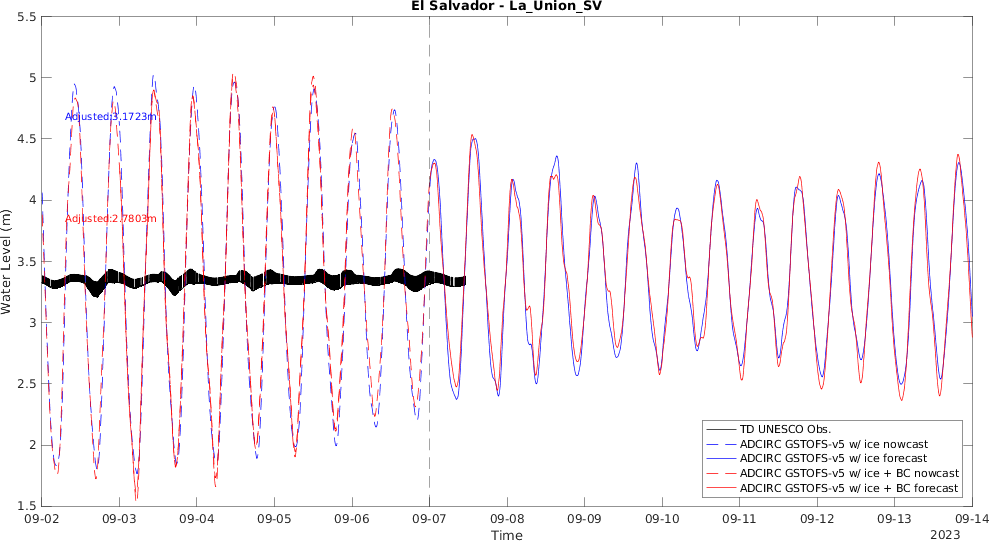 El Salvador - La_Union_SV
5.5
5
4.5
4
3.5
3
2.5
2
1.5
Water Level (m)
Adjusted:3.1723m
Adjusted:2.7803m
TD UNESCO Obs.
ADCIRC GSTOFS-v5 w/ ice nowcast
ADCIRC GSTOFS-v5 w/ ice forecast
ADCIRC GSTOFS-v5 w/ ice + BC nowcast
ADCIRC GSTOFS-v5 w/ ice + BC forecast
09-02 09-03 09-04 09-05 09-06 09-07 09-08 09-09 09-10 09-11 09-12 09-13 09-14
Time
2023